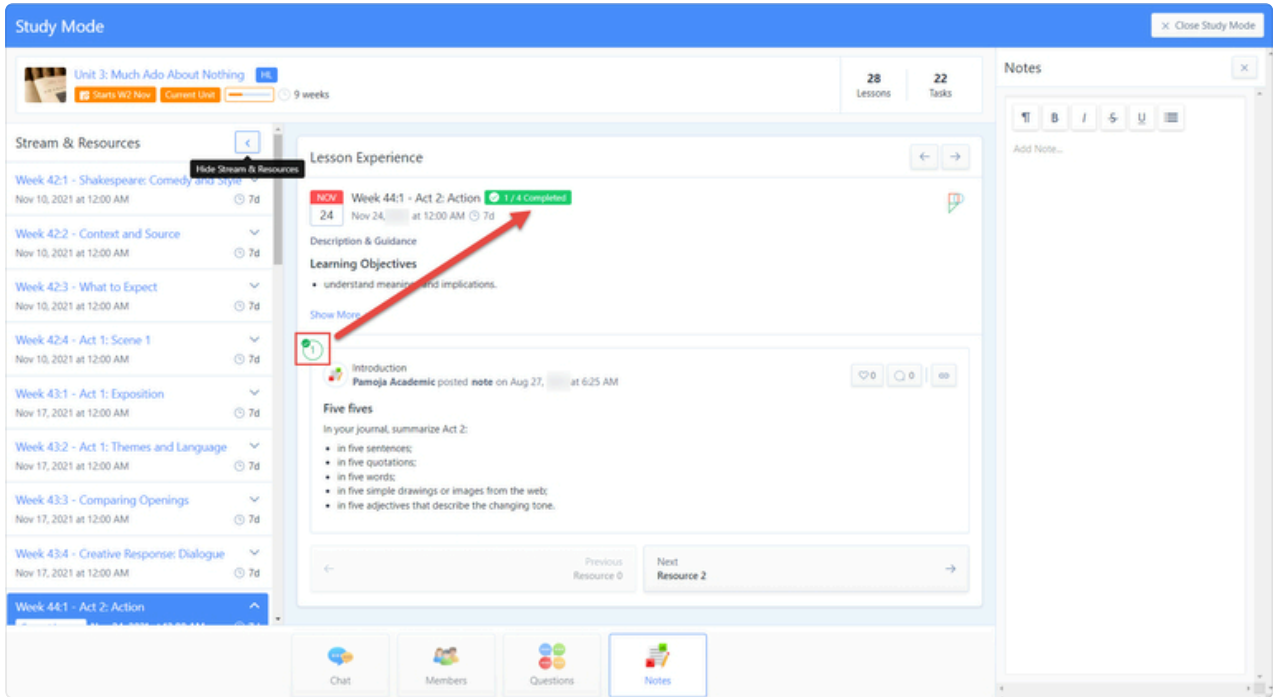 Study Mode
× Close Study Mode
Unit 3: Much Ado About Nothing HL
Starts W2 Nov Current Unit 9 weeks
28 22
Lessons Tasks
Stream & Resources
Hide Stream & Resources
Week 42:1 - Shakespeare: Comedy and Style
Nov 10, 2021 at 12:00 AM 7d
Week 42:2 - Context and Source
Nov 10, 2021 at 12:00 AM 7d
Week 42:3 - What to Expect
Nov 10, 2021 at 12:00 AM 7d
Week 42:4 - Act 1: Scene 1
Nov 10, 2021 at 12:00 AM 7d
Week 43:1 - Act 1: Exposition
Nov 17, 2021 at 12:00 AM 7d
Week 43:2 - Act 1: Themes and Language
Nov 17, 2021 at 12:00 AM 7d
Week 43:3 - Comparing Openings
Nov 17, 2021 at 12:00 AM 7d
Week 43:4 - Creative Response: Dialogue
Nov 17, 2021 at 12:00 AM 7d
Week 44:1 - Act 2: Action
Lesson Experience
NOV Week 44:1 - Act 2: Action 1 / 4 Completed
24 Nov 24, at 12:00 AM 7d
Description & Guidance
Learning Objectives
• understand meaning and implications.
Show More
1
Introduction
Pamoja Academic posted note on Aug 27, at 6:25 AM
0 0
Five fives
In your journal, summarize Act 2:
• in five sentences;
• in five quotations;
• in five words;
• in five simple drawings or images from the web;
• in five adjectives that describe the changing tone.
Previous
Resource 0
Next
Resource 2
Chat Members Questions Notes
Notes
¶ B I S U
Add Note...